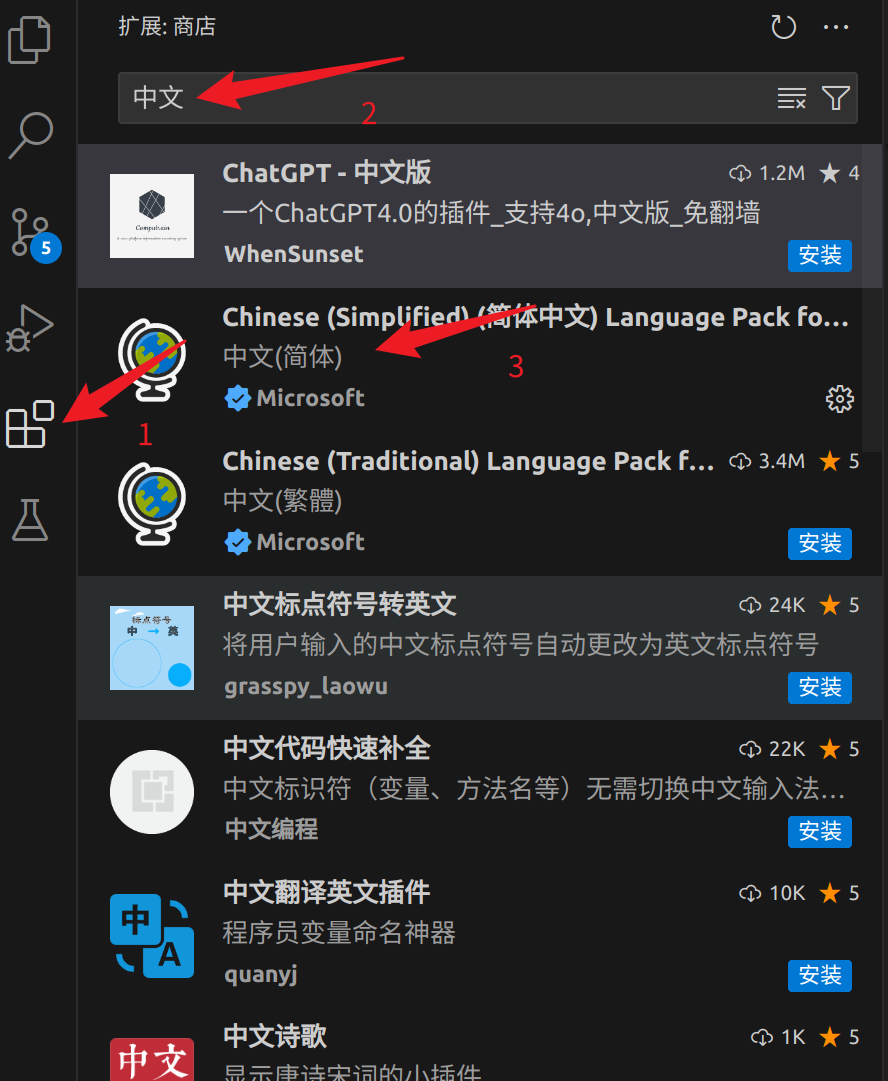 扩展: 商店
中文
2
ChatGPT - 中文版
1.2M
4
一个ChatGPT4.0的插件_支持4o,中文版_免翻墙
WhenSunset
安装
Chinese (Simplified) (简体中文) Language Pack fo...
中文(简体)
3
Microsoft
1
Chinese (Traditional) Language Pack f...
3.4M
5
中文(繁體)
Microsoft
安装
5
标点符号
中 → 英
中文标点符号转英文
24K
5
将用户输入的中文标点符号自动更改为英文标点符号
grasspy_laowu
安装
中文代码快速补全
22K
5
中文标识符（变量、方法名等）无需切换中文输入法...
中文编程
安装
中
A
中文翻译英文插件
10K
5
程序员变量命名神器
quanyj
安装
中文
中文诗歌
1K
5
显示唐诗宋词的小插件